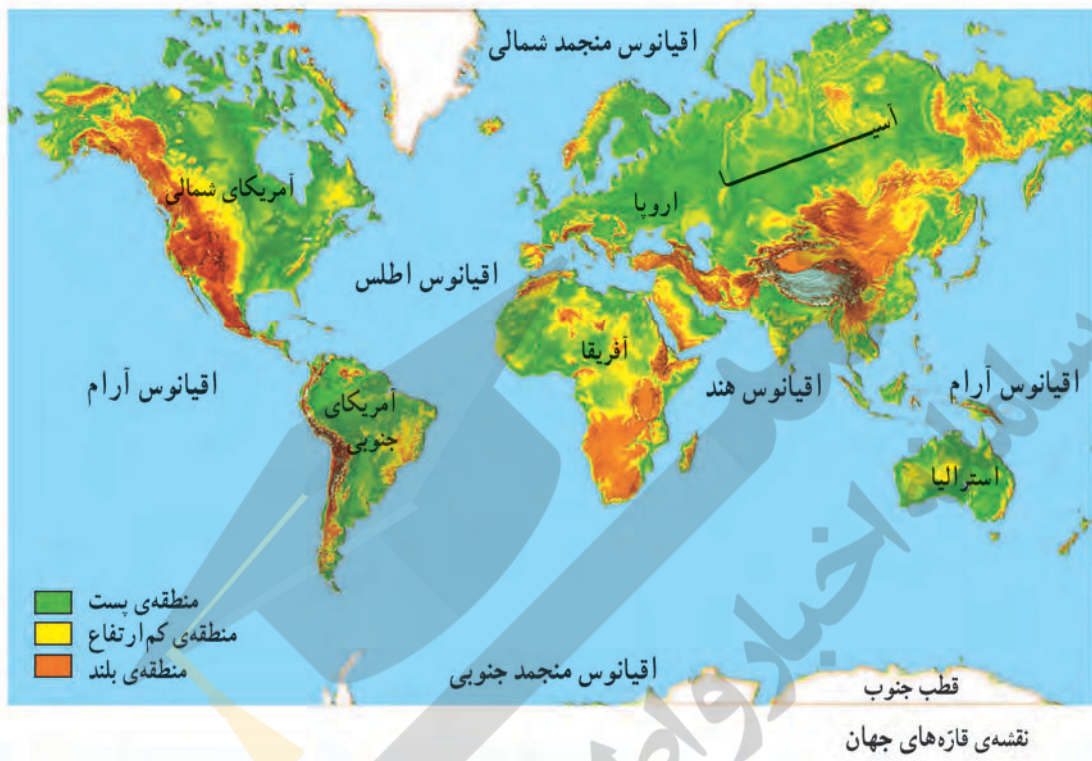 اقیانوس منجمد شمالی
آسیا
آمریکای شمالی
اروپا
اقیانوس اطلس
آفریقا
اقیانوس آرام
اقیانوس هند
اقیانوس آرام
آمریکای
جنوبی
استرالیا
منطقه‌ی پست
منطقه‌ی کم‌ارتفاع
منطقه‌ی بلند
اقیانوس منجمد جنوبی
قطب جنوب
نقشه‌ی قارّه‌های جهان